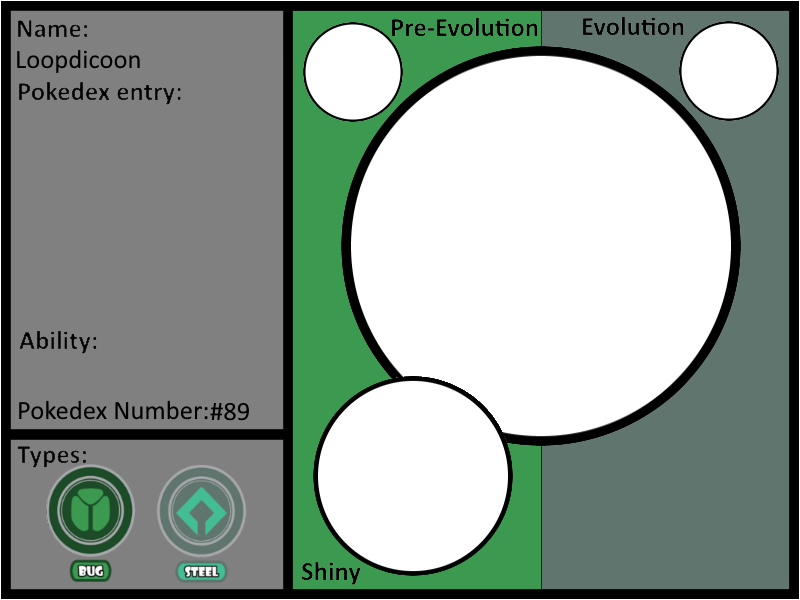 Name:
Loopdicoon
Pokedex entry:
Ability:
Pokedex Number:#89
Types:
BUG
STEEL
Pre-Evolution
Evolution
Shiny